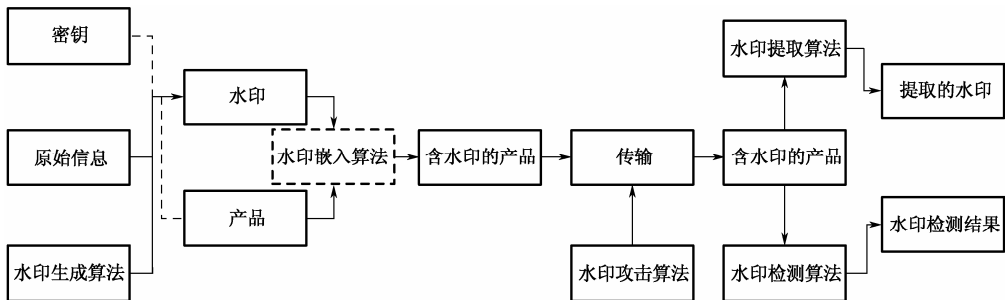 密钥
原始信息
水印生成算法
水印
产品
水印嵌入算法
含水印的产品
传输
水印攻击算法
水印提取算法
含水印的产品
水印检测算法
提取的水印
水印检测结果